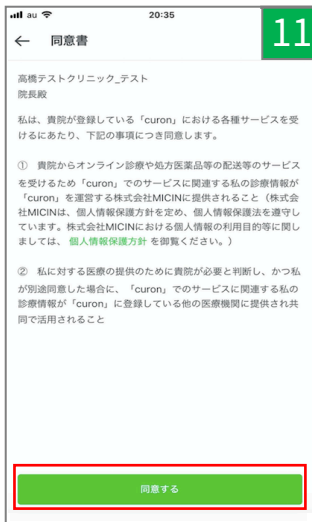 au 20:35
11
← 同意書
高橋テストクリニック_テスト
院長殿
私は、貴院が登録している「curon」における各種サービスを受
けるにあたり、下記の事項につき同意します。
① 貴院からオンライン診療や処方医薬品等の配送等のサービス
を受けるため「curon」でのサービスに関連する私の診療情報が
「curon」を運営する株式会社MICINに提供されること（株式会
社MICINは、個人情報保護方針を定め、個人情報保護法を遵守し
ています。株式会社MICINにおける個人情報の利用目的等に関し
ましては、 個人情報保護方針 を御覧ください。）
② 私に対する医療の提供のために貴院が必要と判断し、かつ私
が別途同意した場合に、「curon」でのサービスに関連する私の
診療情報が「curon」に登録している他の医療機関に提供され共
同で活用されること
同意する